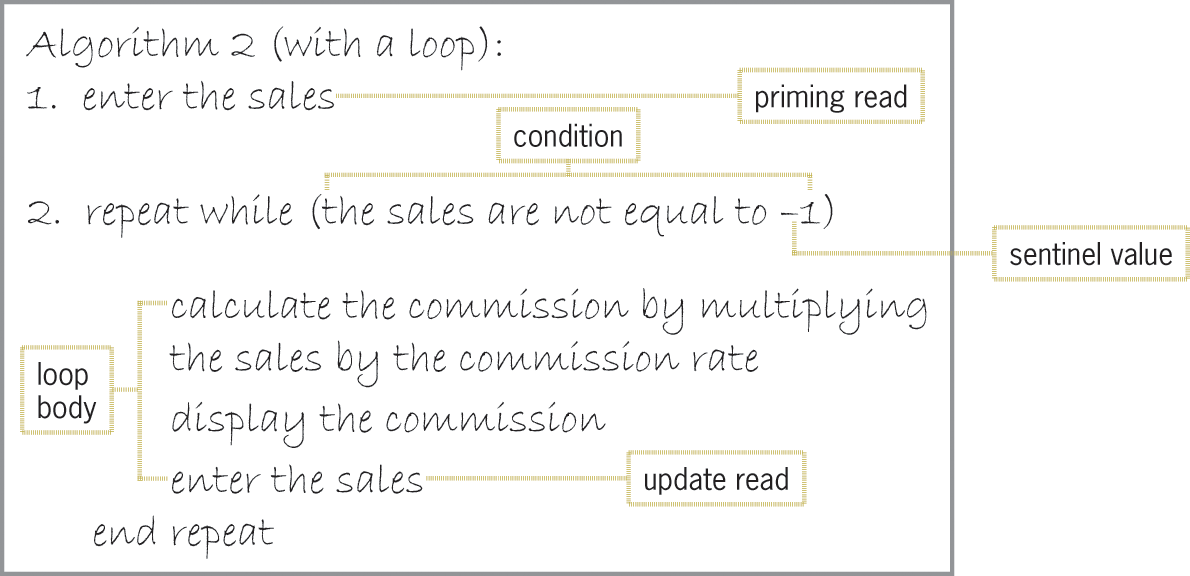 Algorithm 2 (with a loop):
1. enter the sales
priming read
condition
2. repeat while (the sales are not equal to –1)
sentinel value
calculate the commission by multiplying
the sales by the commission rate
loop
body
display the commission
enter the sales
update read
end repeat